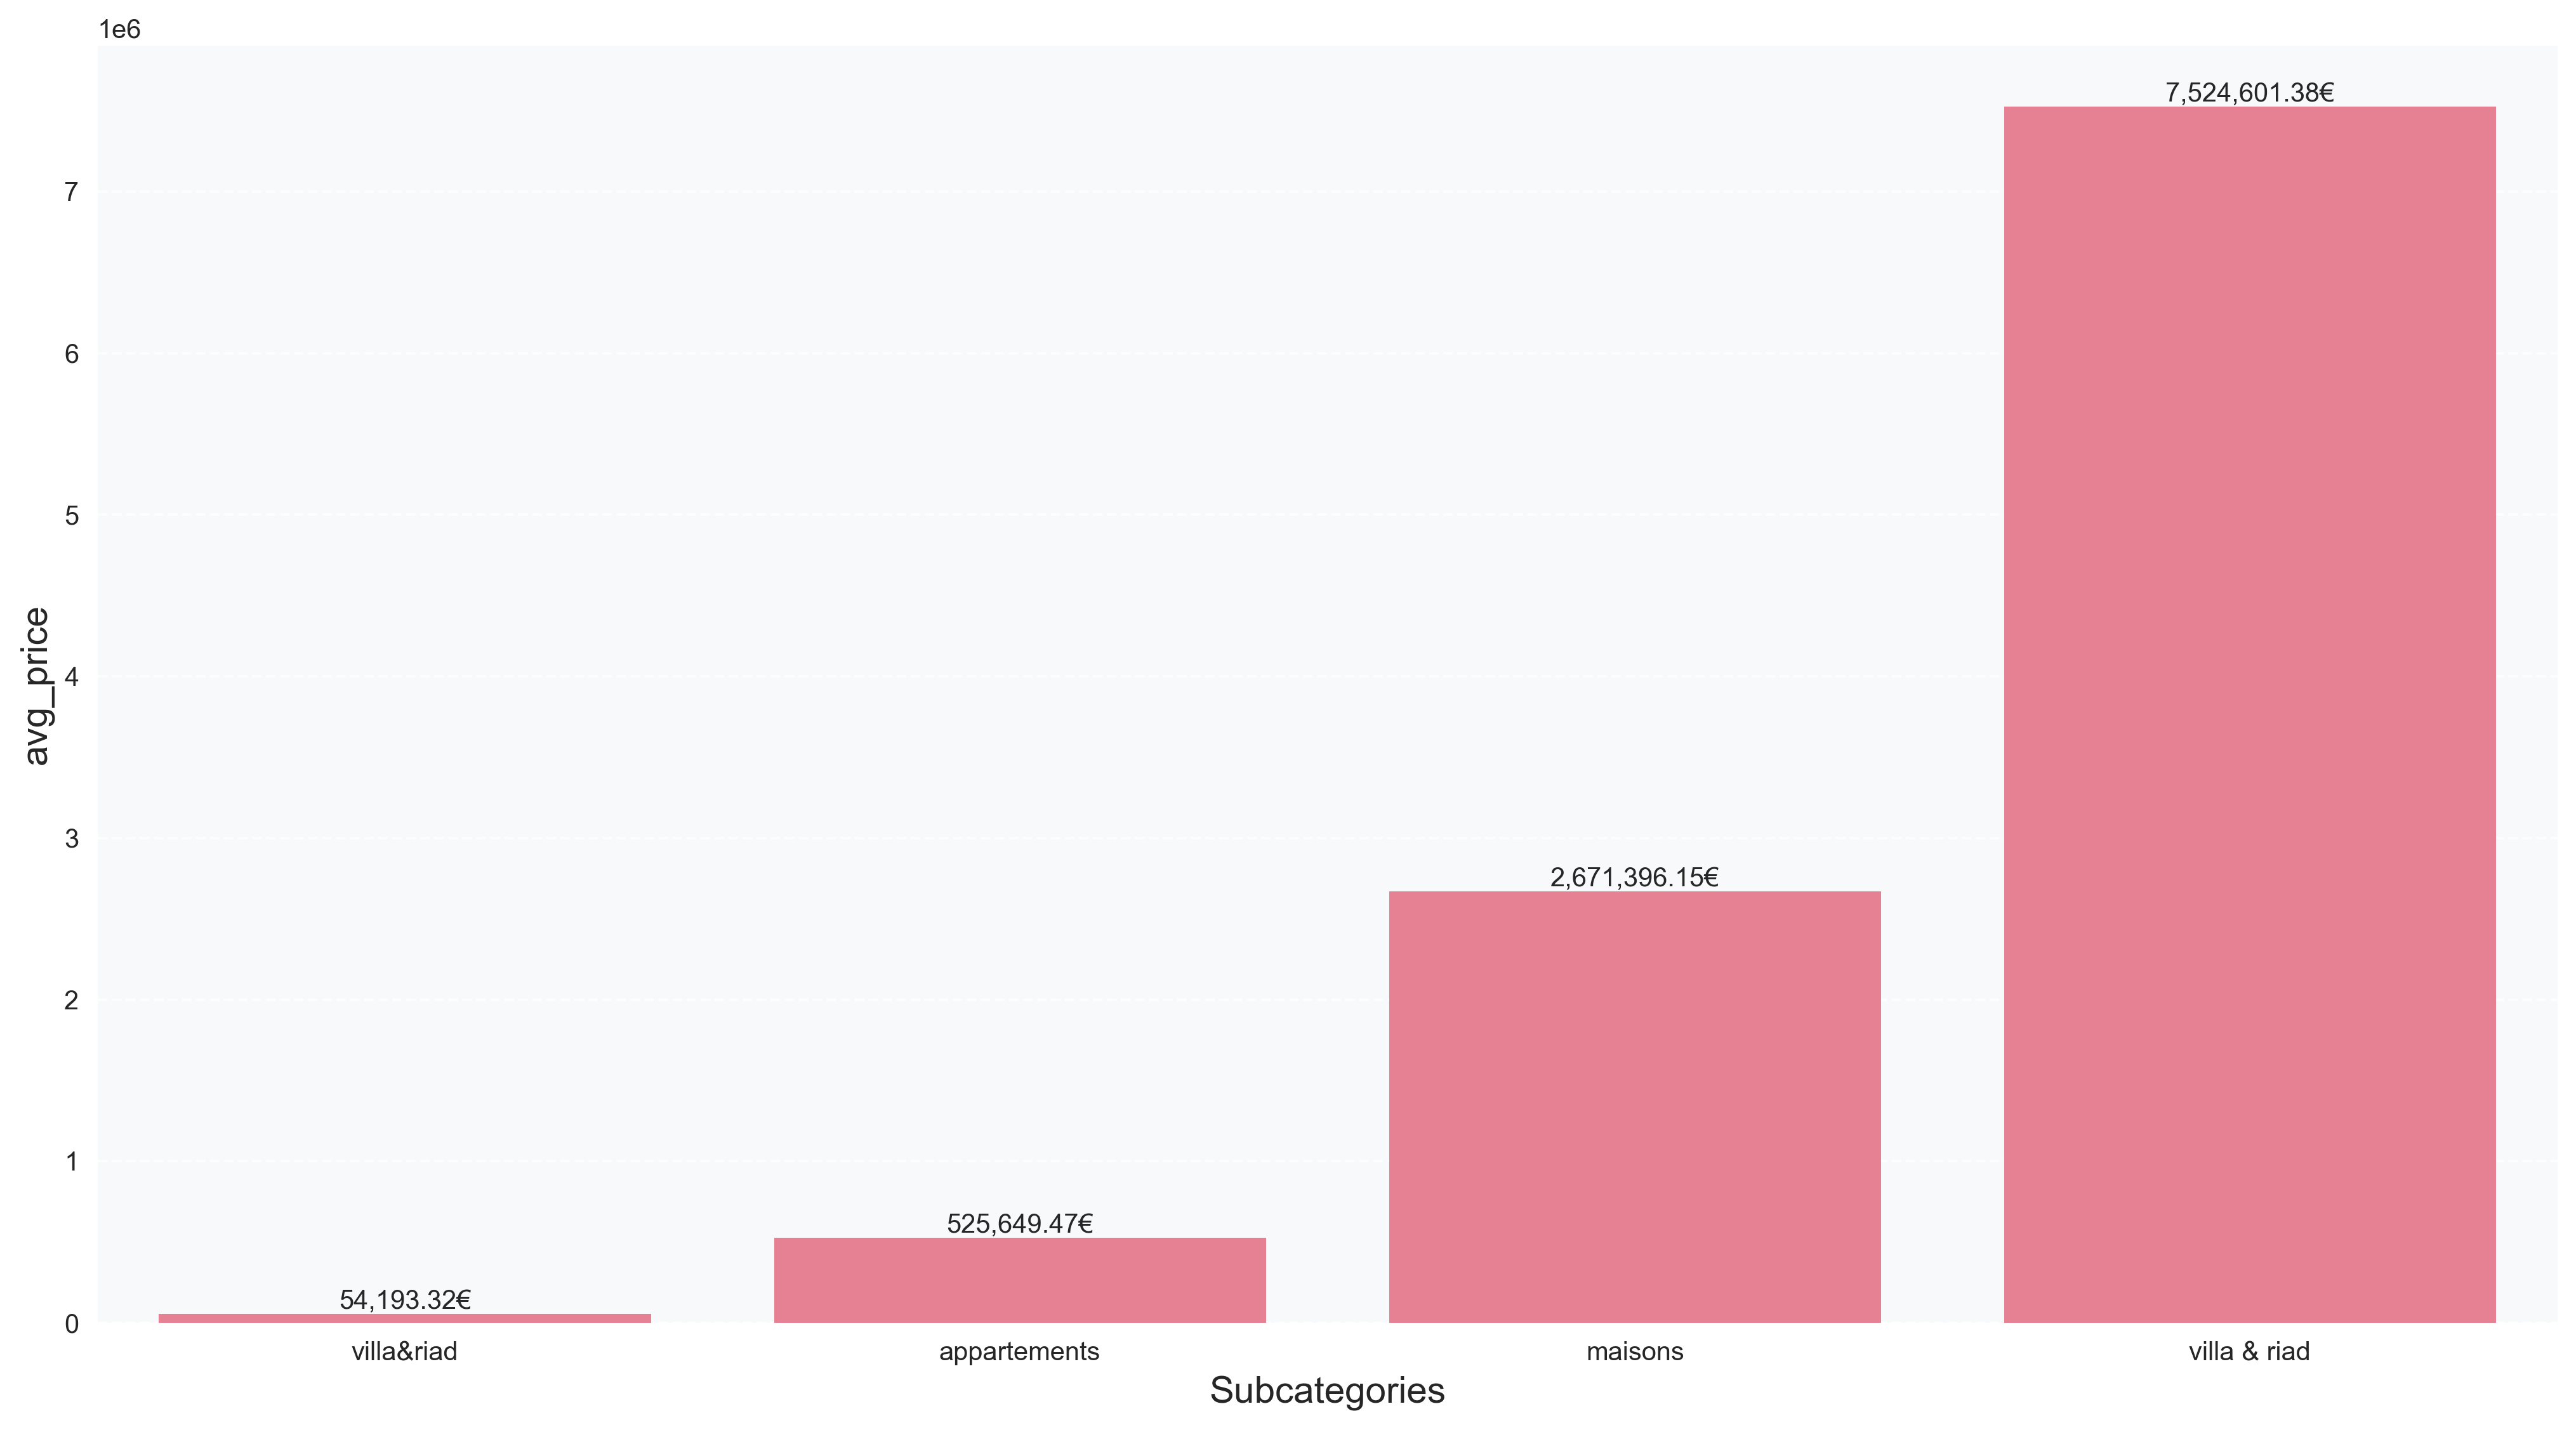 1e6
7,524,601.38€
7
6
5
4
3
2,671,396.15€
2
1
525,649.47€
54,193.32€
0
avg_price
villa&riad
appartements
maisons
villa & riad
Subcategories